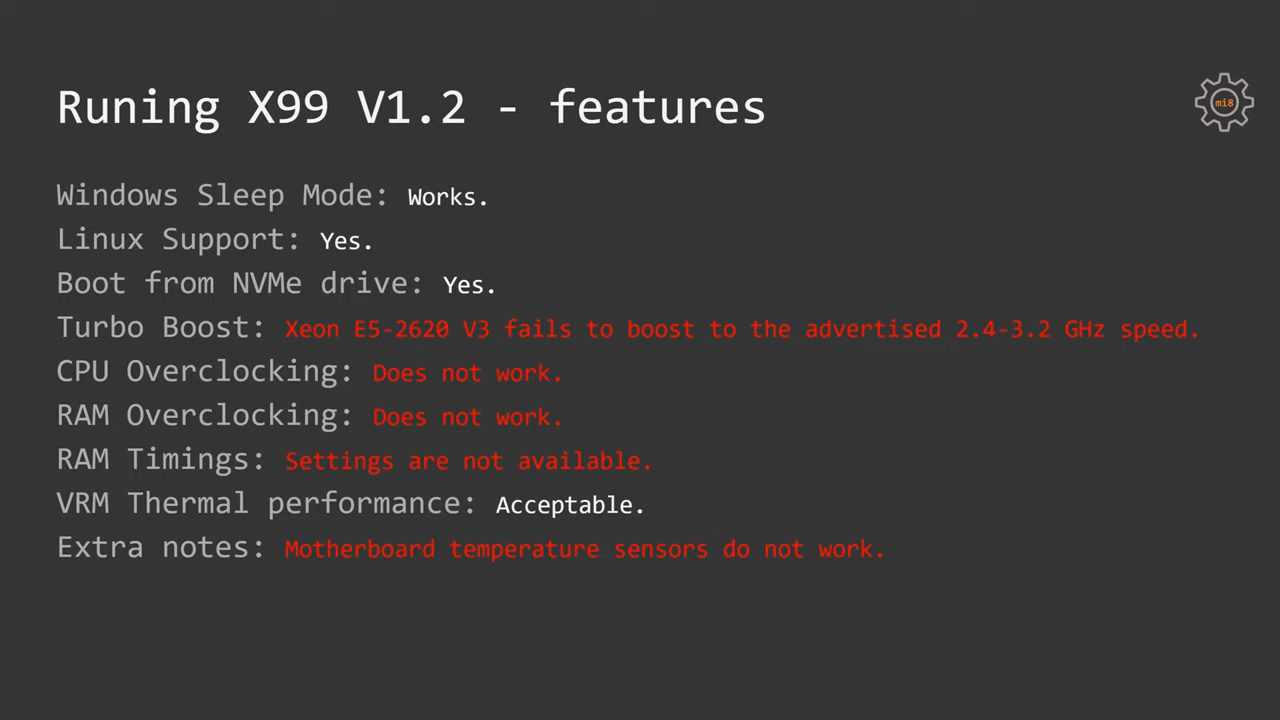 Runing X99 V1.2 - features
mi8
Windows Sleep Mode: Works.
Linux Support: Yes.
Boot from NVMe drive: Yes.
Turbo Boost: Xeon E5-2620 V3 fails to boost to the advertised 2.4-3.2 GHz speed.
CPU Overclocking: Does not work.
RAM Overclocking: Does not work.
RAM Timings: Settings are not available.
VRM Thermal performance: Acceptable.
Extra notes: Motherboard temperature sensors do not work.